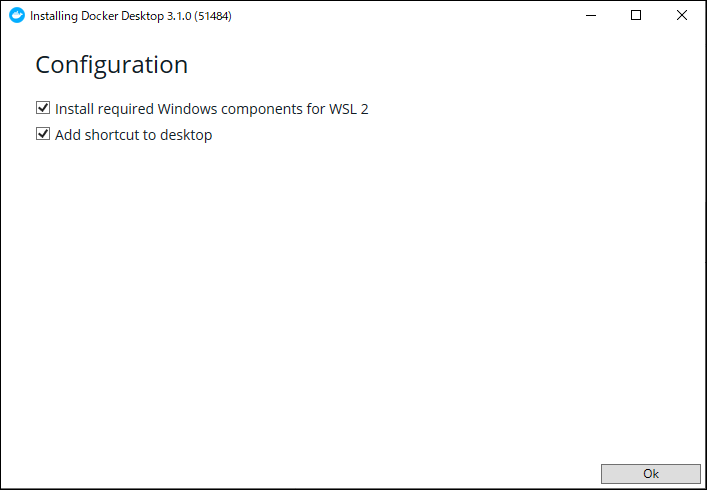 Installing Docker Desktop 3.1.0 (51484)
Configuration
Install required Windows components for WSL 2
Add shortcut to desktop
Ok